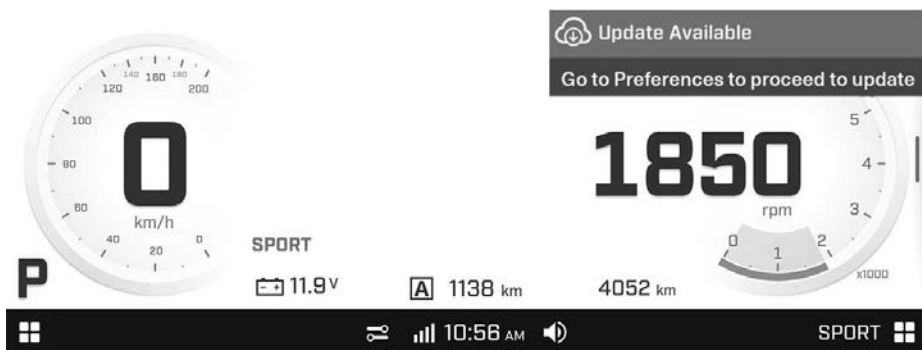 Update Available
Go to Preferences to proceed to update
120 140 160 180 200
100
80
60
40 20 0
0
km/h
1850
rpm
5
4
3
0 1 2
x1000
P
SPORT
11.9 V
A 1138 km
4052 km
10:56 AM
SPORT